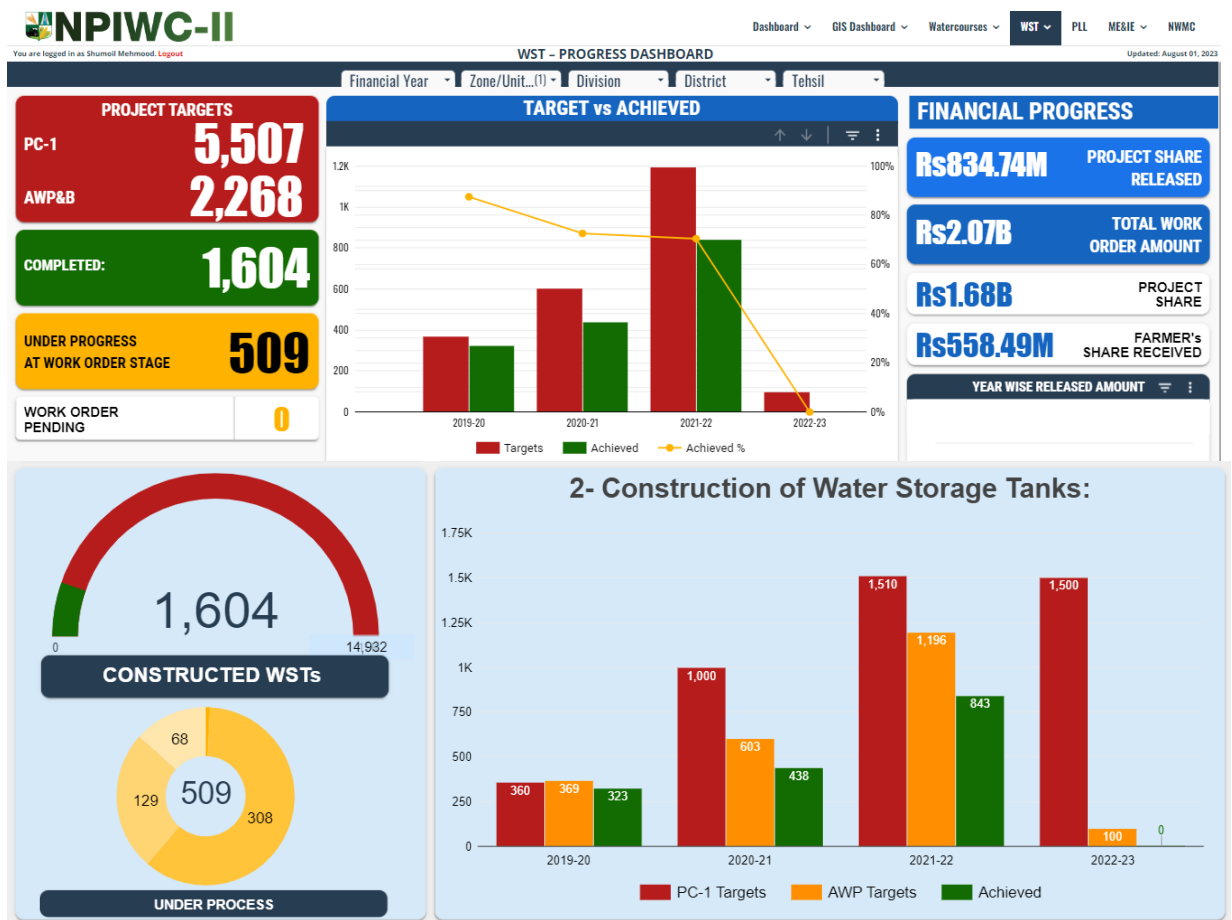 NPIWC-II
Dashboard
GIS Dashboard
Watercourses
WST
PLL
ME&IE
NWMC
You are logged in as Shumoil Mehmood. Logout
WST – PROGRESS DASHBOARD
Updated: August 01, 2023
Financial Year
Zone/Unit...(1)
Division
District
Tehsil
PROJECT TARGETS
PC-1
5,507
AWP&B
2,268
COMPLETED:
1,604
UNDER PROGRESS
AT WORK ORDER STAGE
509
WORK ORDER
PENDING
0
TARGET vs ACHIEVED
1.2K
1K
800
600
400
200
0
100%
80%
60%
40%
20%
0%
2019-20
2020-21
2021-22
2022-23
Targets
Achieved
Achieved %
FINANCIAL PROGRESS
Rs834.74M
PROJECT SHARE
RELEASED
Rs2.07B
TOTAL WORK
ORDER AMOUNT
Rs1.68B
PROJECT
SHARE
Rs558.49M
FARMER's
SHARE RECEIVED
YEAR WISE RELEASED AMOUNT
1,604
0
14,932
CONSTRUCTED WSTs
68
129
509
308
UNDER PROCESS
2- Construction of Water Storage Tanks:
1.75K
1.5K
1.25K
1K
750
500
250
0
360
369
323
1,000
603
438
1,510
1,196
843
1,500
100
0
2019-20
2020-21
2021-22
2022-23
PC-1 Targets
AWP Targets
Achieved